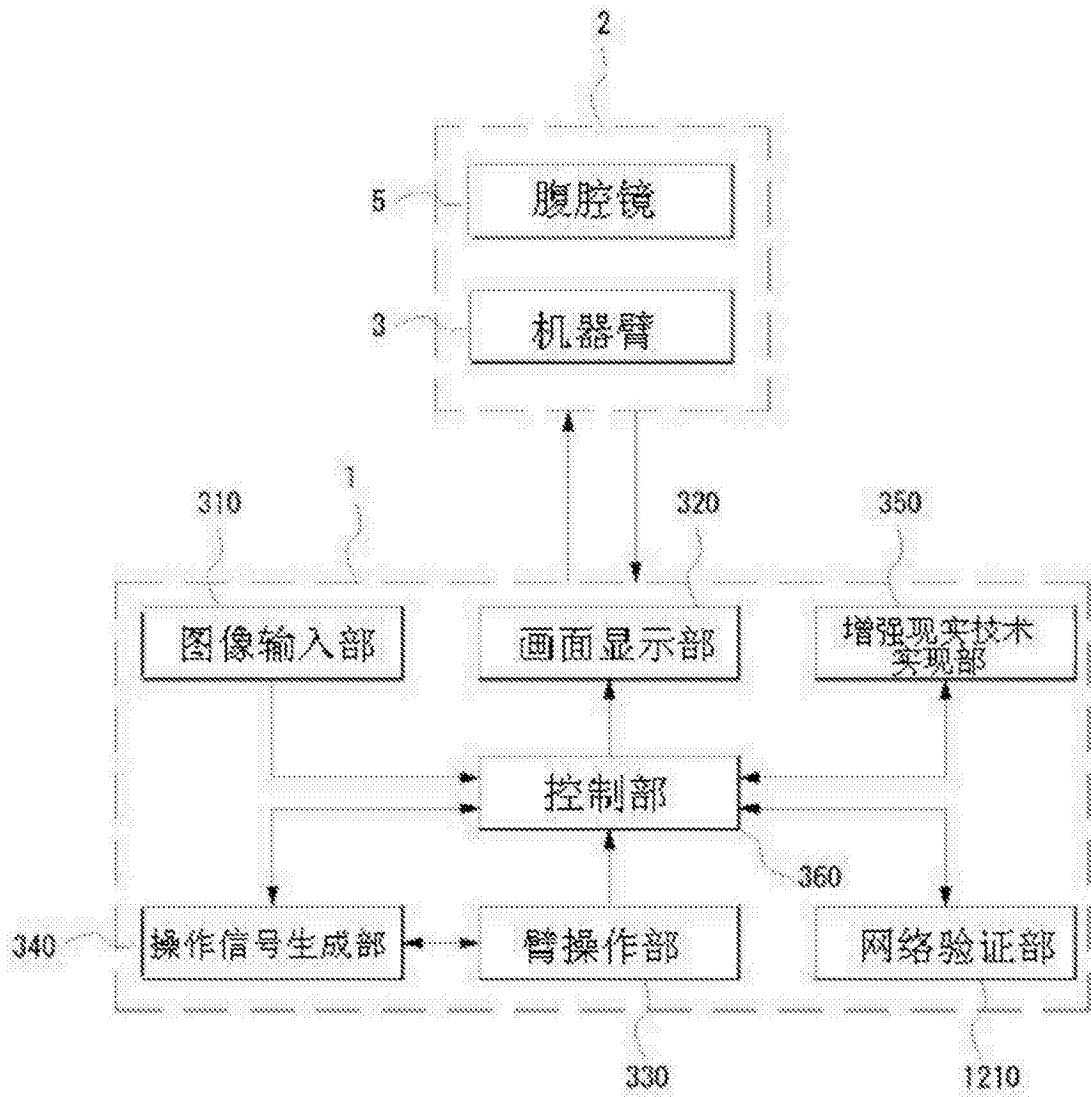 2
5
腹腔镜
3
机器臂
1
310
320
350
图像输入部
画面显示部
增强现实技术
实现部
控制部
360
340
操作信号生成部
臂操作部
网络验证部
330
1210